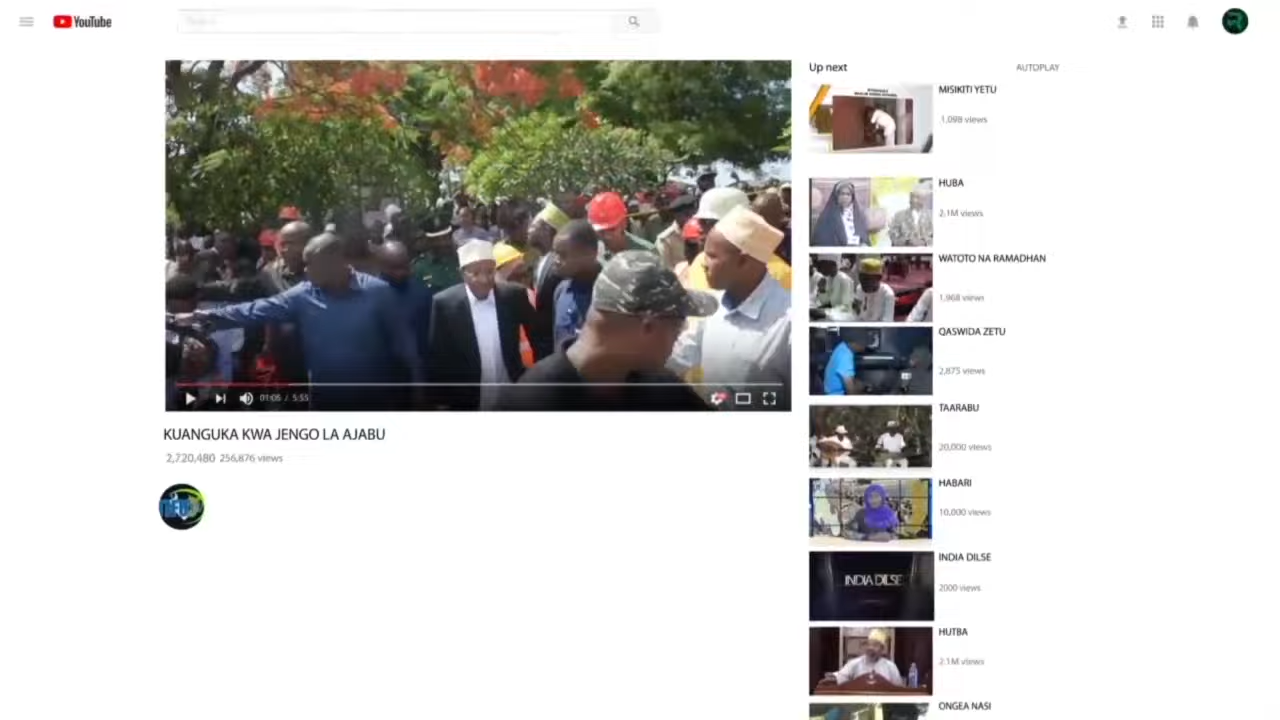 YouTube
01:05 / 5:55
KUANGUKA KWA JENGO LA AJABU
2,720,480 256,876 views
Up next
AUTOPLAY
MISIKITI YETU
1,098 views
HUBA
2.1M views
WATOTO NA RAMADHAN
1,968 views
QASWIDA ZETU
2,875 views
TAARABU
20,000 views
HABARI
10,000 views
INDIA DILSE
INDIA DILSE
2000 views
HUTBA
2.1M views
ONGEA NASI